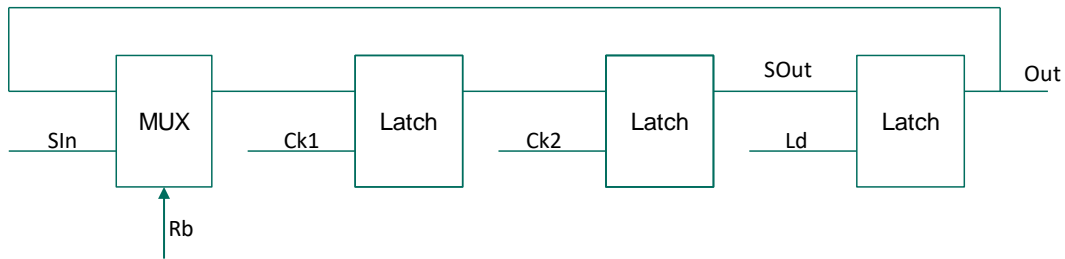 SOut
Out
MUX
Latch
Latch
Latch
SIn
Ck1
Ck2
Ld
Rb